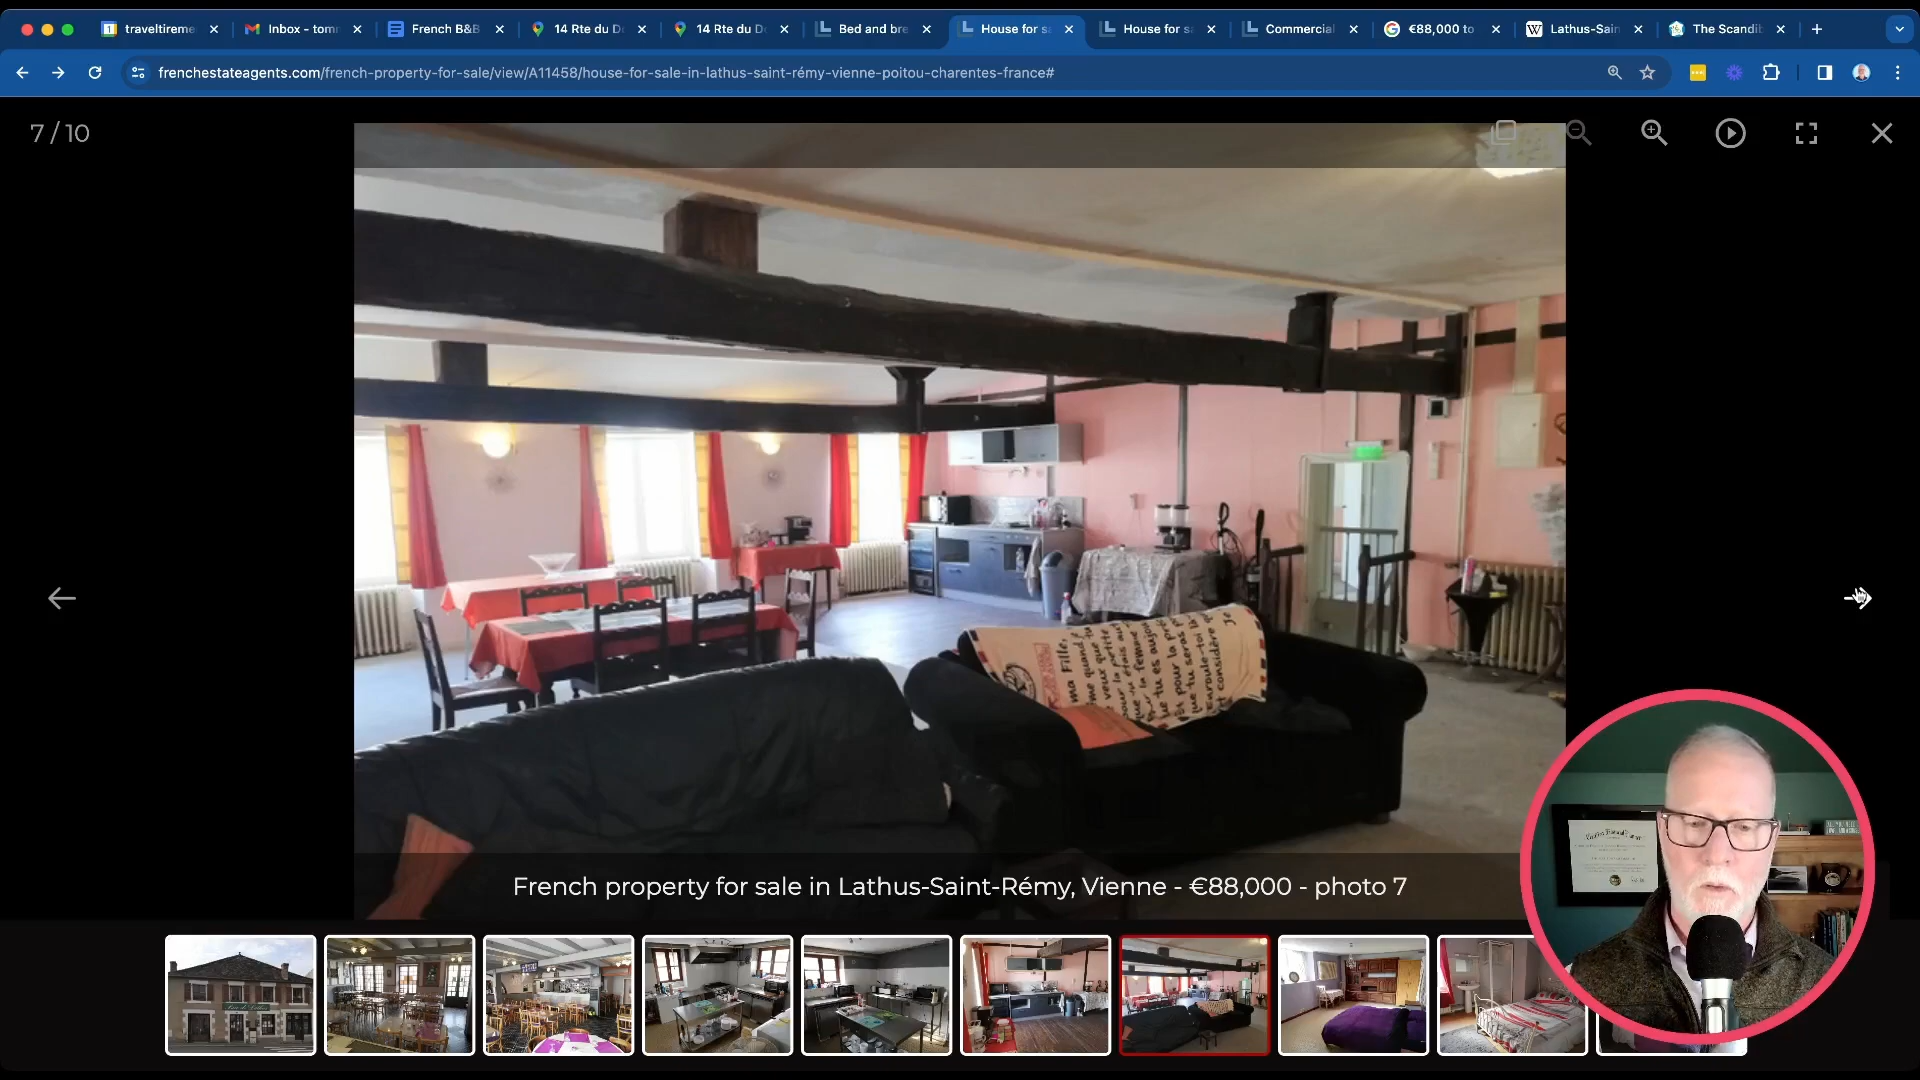 traveltireme
Inbox - tomr
French B&B
14 Rte du D
14 Rte du D
Bed and bre
House for s
House for s
Commercial
€88,000 to
Lathus-Sain
The Scandi
frenchestateagents.com/french-property-for-sale/view/A11458/house-for-sale-in-lathus-saint-rémy-vienne-poitou-charentes-france#
7 / 10
ma Fille,
French property for sale in Lathus-Saint-Rémy, Vienne - €88,000 - photo 7